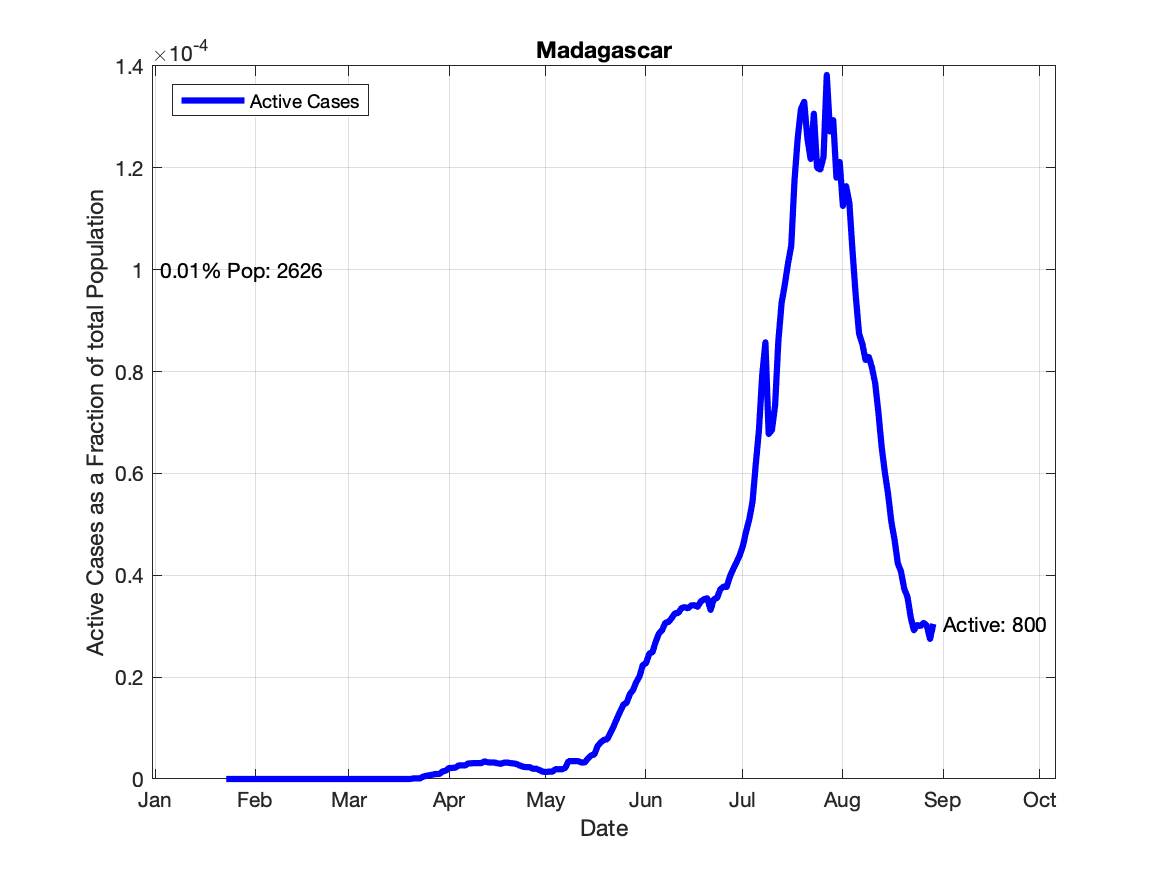 Madagascar
×10⁻⁴
1.4
1.2
1
0.8
0.6
0.4
0.2
0
Active Cases
0.01% Pop: 2626
Active: 800
Active Cases as a Fraction of total Population
Jan Feb Mar Apr May Jun Jul Aug Sep Oct
Date